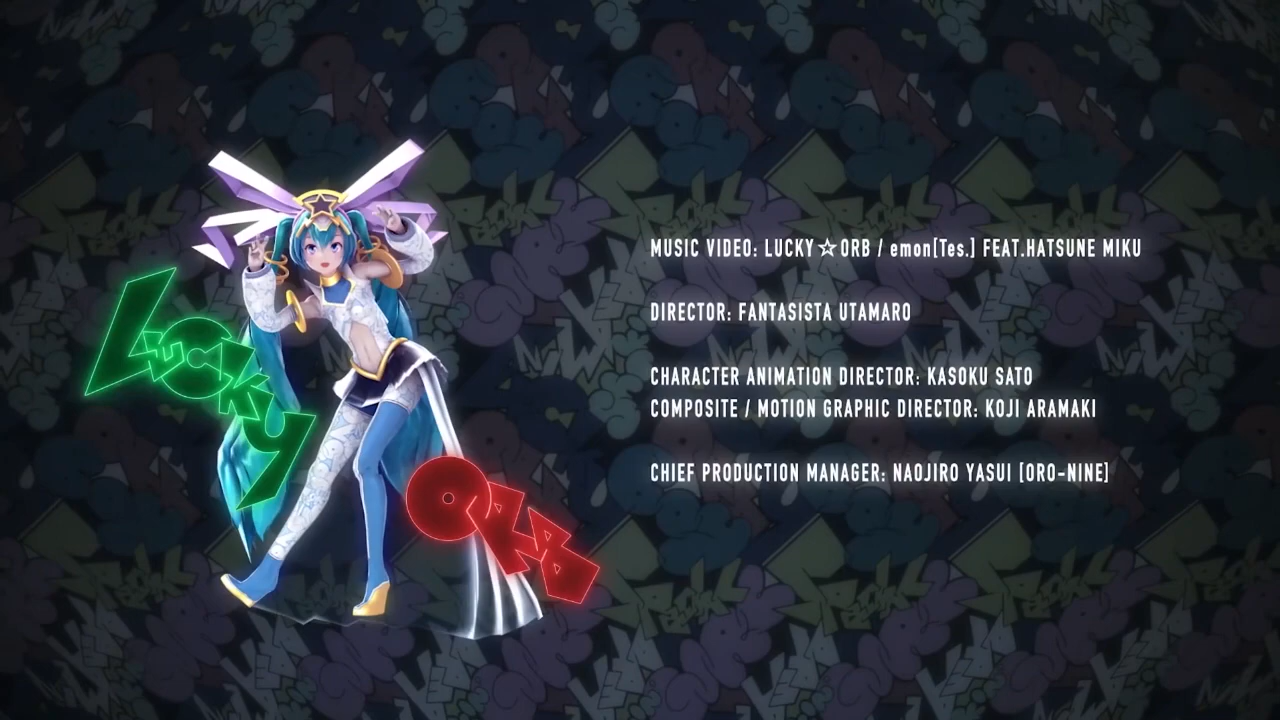 LUCKY
ORB
MUSIC VIDEO: LUCKY☆ORB / emon[Tes.] FEAT.HATSUNE MIKU
DIRECTOR: FANTASISTA UTAMARO
CHARACTER ANIMATION DIRECTOR: KASOKU SATO
COMPOSITE / MOTION GRAPHIC DIRECTOR: KOJI ARAMAKI
CHIEF PRODUCTION MANAGER: NAOJIRO YASUI [ORO-NINE]